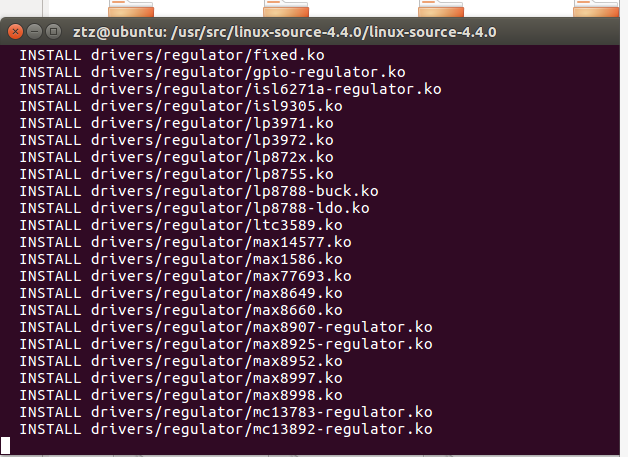 ztz@ubuntu: /usr/src/linux-source-4.4.0/linux-source-4.4.0
INSTALL drivers/regulator/fixed.ko
INSTALL drivers/regulator/gpio-regulator.ko
INSTALL drivers/regulator/isl6271a-regulator.ko
INSTALL drivers/regulator/isl9305.ko
INSTALL drivers/regulator/lp3971.ko
INSTALL drivers/regulator/lp3972.ko
INSTALL drivers/regulator/lp872x.ko
INSTALL drivers/regulator/lp8755.ko
INSTALL drivers/regulator/lp8788-buck.ko
INSTALL drivers/regulator/lp8788-ldo.ko
INSTALL drivers/regulator/ltc3589.ko
INSTALL drivers/regulator/max14577.ko
INSTALL drivers/regulator/max1586.ko
INSTALL drivers/regulator/max77693.ko
INSTALL drivers/regulator/max8649.ko
INSTALL drivers/regulator/max8660.ko
INSTALL drivers/regulator/max8907-regulator.ko
INSTALL drivers/regulator/max8925-regulator.ko
INSTALL drivers/regulator/max8952.ko
INSTALL drivers/regulator/max8997.ko
INSTALL drivers/regulator/max8998.ko
INSTALL drivers/regulator/mc13783-regulator.ko
INSTALL drivers/regulator/mc13892-regulator.ko